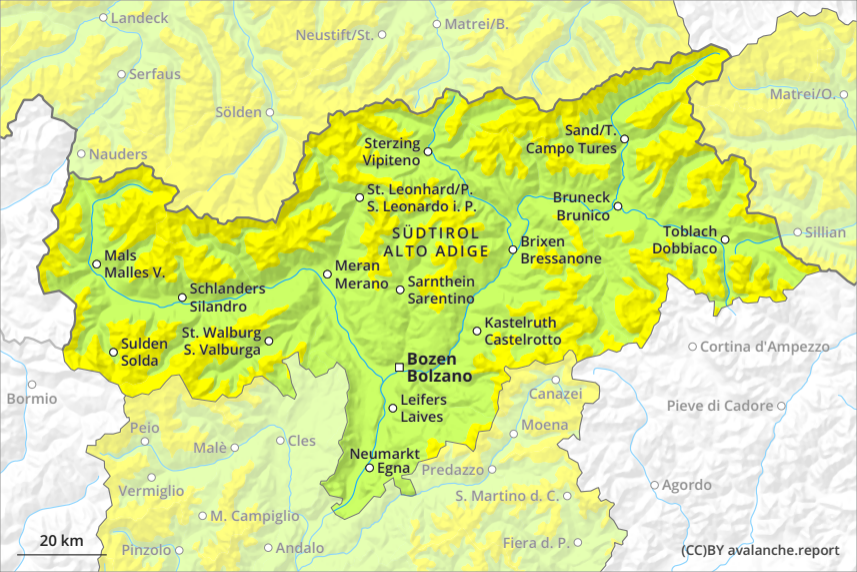 Landeck
Matrei/B.
Neustift/St.
Serfaus
Matrei/O.
Sölden
Sand/T.
Campo Tures
Sterzing
Vipiteno
Nauders
St. Leonhard/P.
S. Leonardo i. P.
Bruneck
Brunico
SÜDTIROL
ALTO ADIGE
Toblach
Dobbiaco
Sillian
Brixen
Bressanone
Mals
Malles V.
Meran
Merano
Sarnthein
Sarentino
Schlanders
Silandro
Kastelruth
Castelrotto
St. Walburg
S. Valburga
Sulden
Solda
Cortina d'Ampezzo
Bozen
Bolzano
Bormio
Canazei
Leifers
Laives
Pieve di Cadore
Peio
Moena
Cles
Malè
Neumarkt
Egna
Predazzo
Vermiglio
Agordo
S. Martino d. C.
M. Campiglio
20 km
Pinzolo
Andalo
Fiera d. P.
(CC)BY avalanche.report